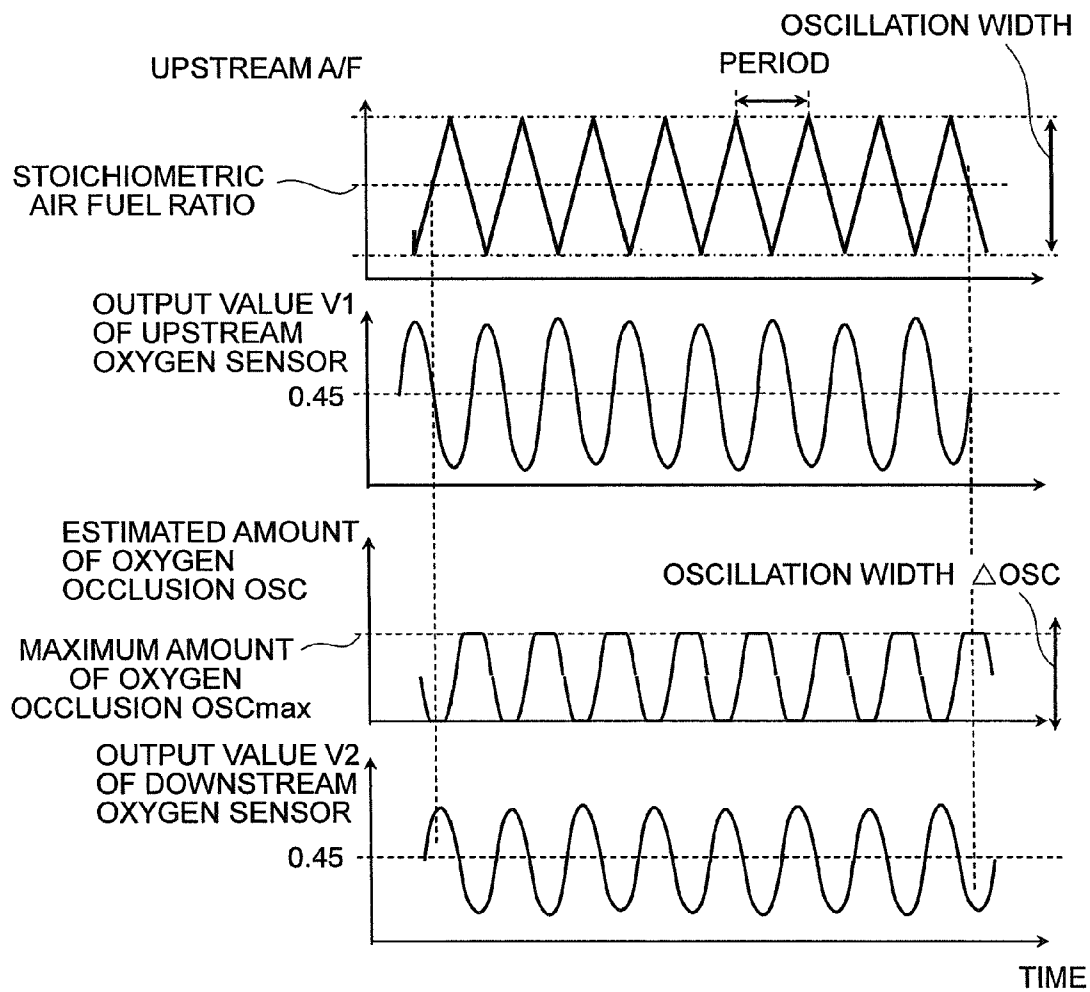 OSCILLATION WIDTH
UPSTREAM A/F
PERIOD
STOICHIOMETRIC
AIR FUEL RATIO
OUTPUT VALUE V1
OF UPSTREAM
OXYGEN SENSOR
0.45
ESTIMATED AMOUNT
OF OXYGEN
OCCLUSION OSC
OSCILLATION WIDTH △OSC
MAXIMUM AMOUNT
OF OXYGEN
OCCLUSION OSCmax
OUTPUT VALUE V2
OF DOWNSTREAM
OXYGEN SENSOR
0.45
TIME